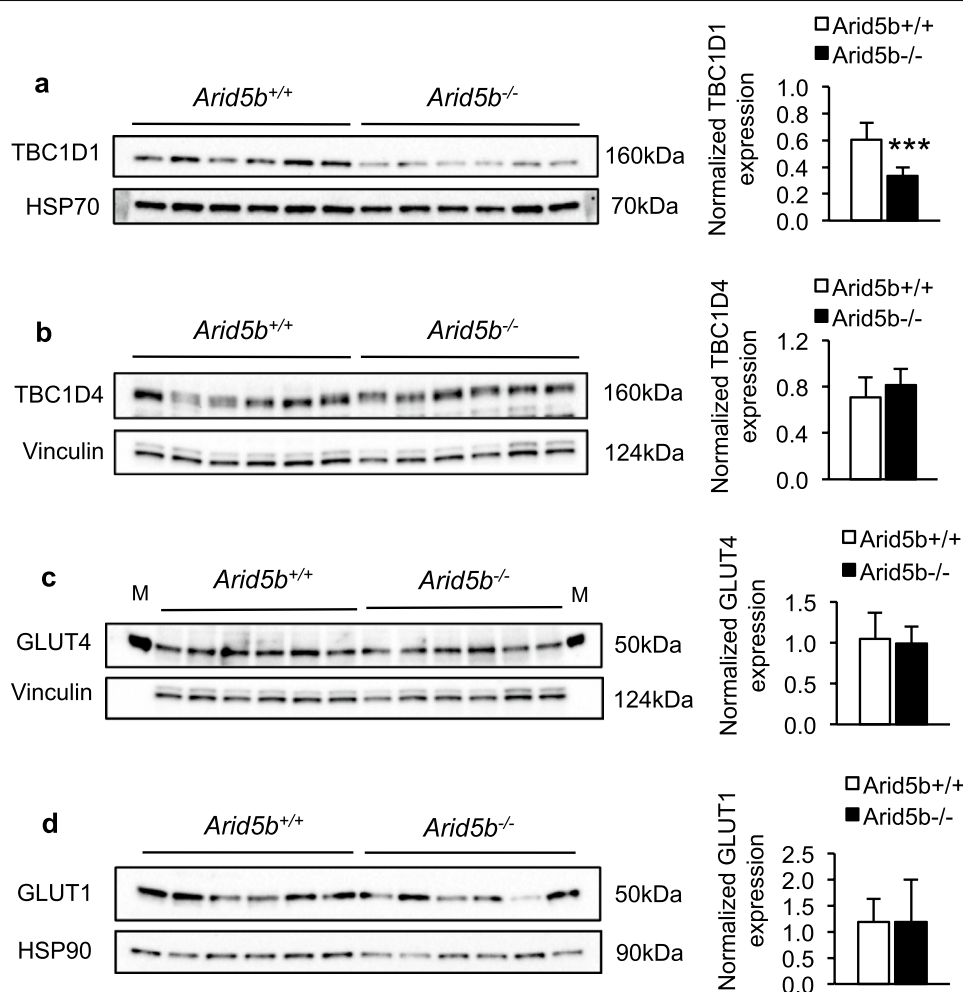 a
Arid5b+/+
Arid5b-/-
TBC1D1
160kDa
HSP70
70kDa
Arid5b+/+
Arid5b-/-
Normalized TBC1D1
expression
1.0
0.8
0.6
0.4
0.2
0.0
***
b
Arid5b+/+
Arid5b-/-
TBC1D4
160kDa
Vinculin
124kDa
Arid5b+/+
Arid5b-/-
Normalized TBC1D4
expression
1.2
0.8
0.4
0.0
c
M
Arid5b+/+
Arid5b-/-
M
GLUT4
50kDa
Vinculin
124kDa
Arid5b+/+
Arid5b-/-
Normalized GLUT4
expression
1.5
1.0
0.5
0.0
d
Arid5b+/+
Arid5b-/-
GLUT1
50kDa
HSP90
90kDa
Arid5b+/+
Arid5b-/-
Normalized GLUT1
expression
2.5
2.0
1.5
1.0
0.5
0.0